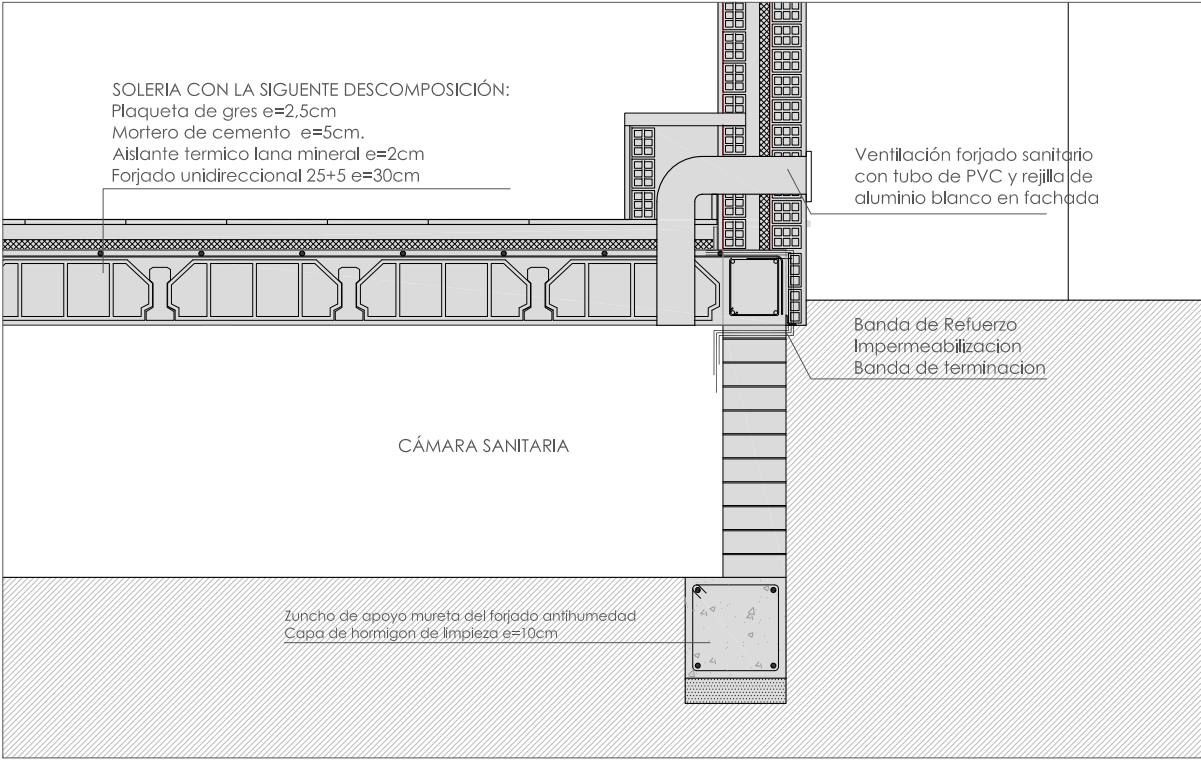 SOLERIA CON LA SIGUENTE DESCOMPOSICIÓN:
Plaqueta de gres e=2,5cm
Mortero de cemento e=5cm.
Aislante termico lana mineral e=2cm
Forjado unidireccional 25+5 e=30cm
Ventilación forjado sanitario
con tubo de PVC y rejilla de
aluminio blanco en fachada
Banda de Refuerzo
Impermeabilizacion
Banda de terminacion
CÁMARA SANITARIA
Zuncho de apoyo mureta del forjado antihumedad
Capa de hormigon de limpieza e=10cm